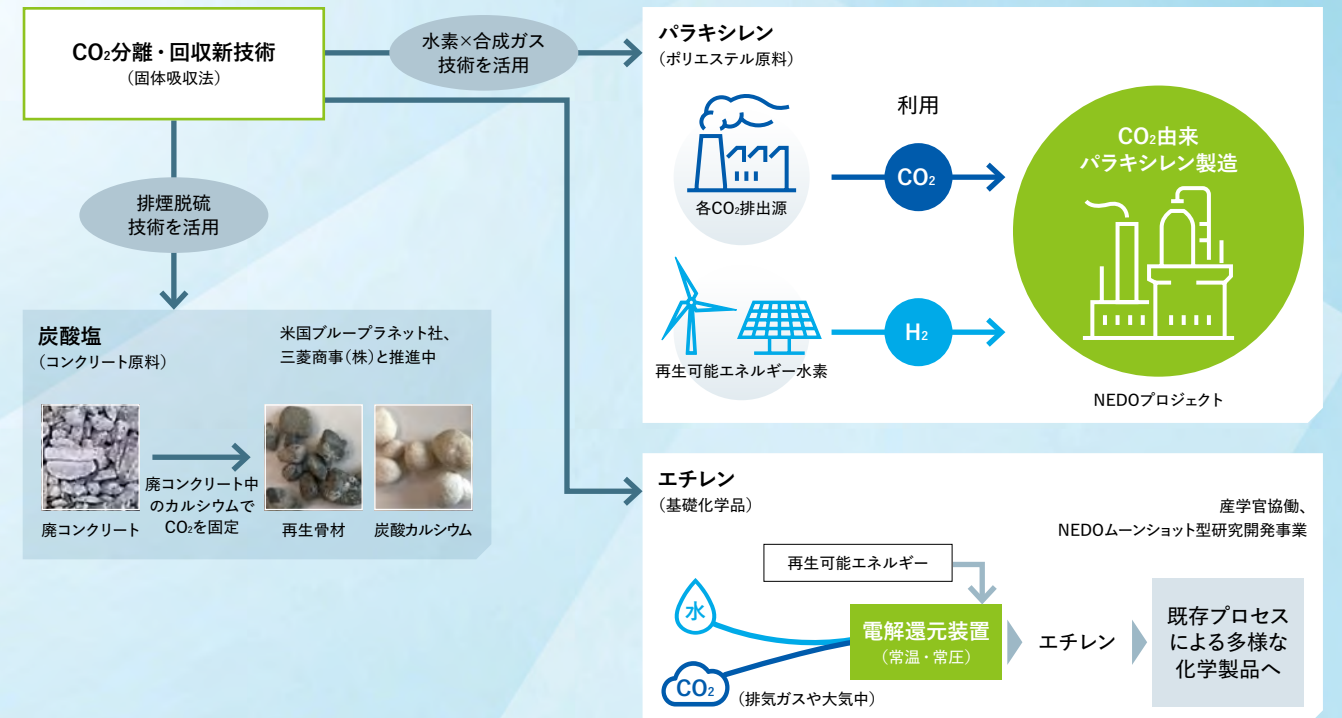 CO₂分離・回収新技術
（固体吸収法）
水素×合成ガス
技術を活用
排煙脱硫
技術を活用
炭酸塩
（コンクリート原料）
米国ブループラネット社、
三菱商事（株）と推進中
廃コンクリート
廃コンクリート中
のカルシウムで
CO₂を固定
再生骨材
炭酸カルシウム
パラキシレン
（ポリエステル原料）
各CO₂排出源
利用
CO₂
再生可能エネルギー水素
H₂
CO₂由来
パラキシレン製造
NEDOプロジェクト
エチレン
（基礎化学品）
産学官協働、
NEDOムーンショット型研究開発事業
再生可能エネルギー
水
CO₂
（排気ガスや大気中）
電解還元装置
（常温・常圧）
エチレン
既存プロセス
による多様な
化学製品へ